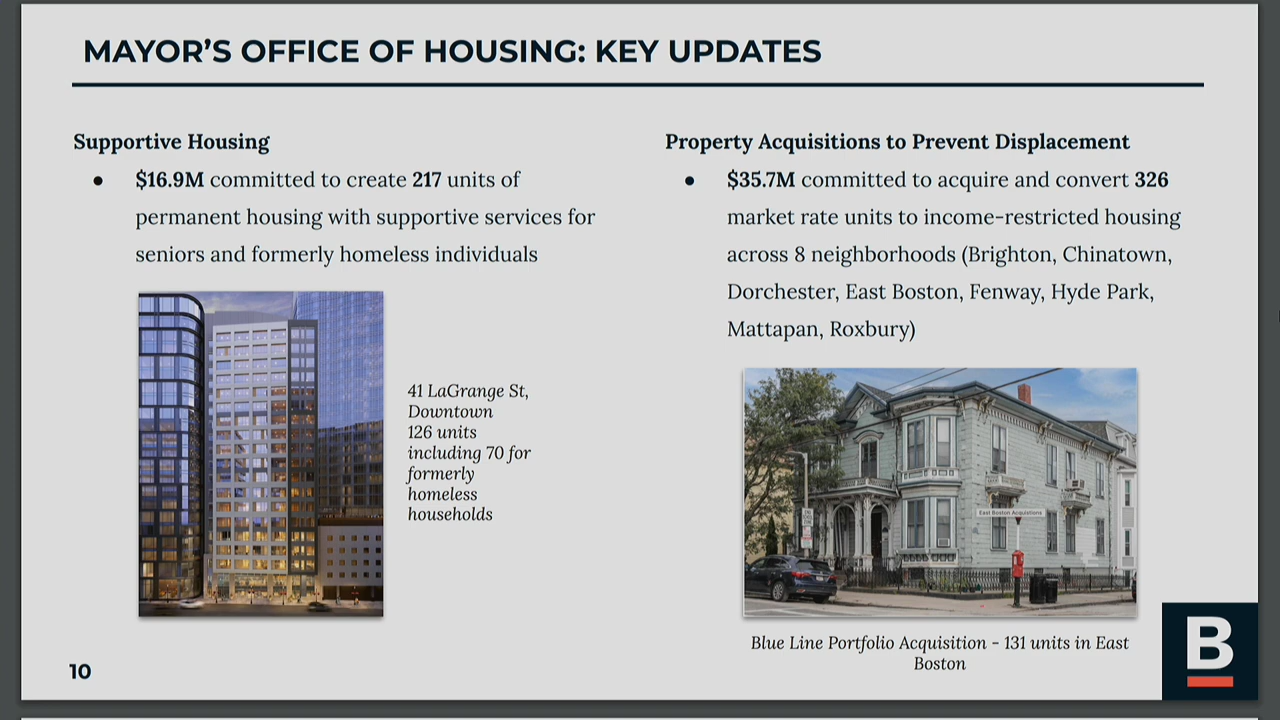 MAYOR'S OFFICE OF HOUSING: KEY UPDATES
Supportive Housing
● $16.9M committed to create 217 units of
permanent housing with supportive services for
seniors and formerly homeless individuals
41 LaGrange St,
Downtown
126 units
including 70 for
formerly
homeless
households
Property Acquisitions to Prevent Displacement
● $35.7M committed to acquire and convert 326
market rate units to income-restricted housing
across 8 neighborhoods (Brighton, Chinatown,
Dorchester, East Boston, Fenway, Hyde Park,
Mattapan, Roxbury)
East Boston Acquisitions
Blue Line Portfolio Acquisition - 131 units in East
Boston
10
B